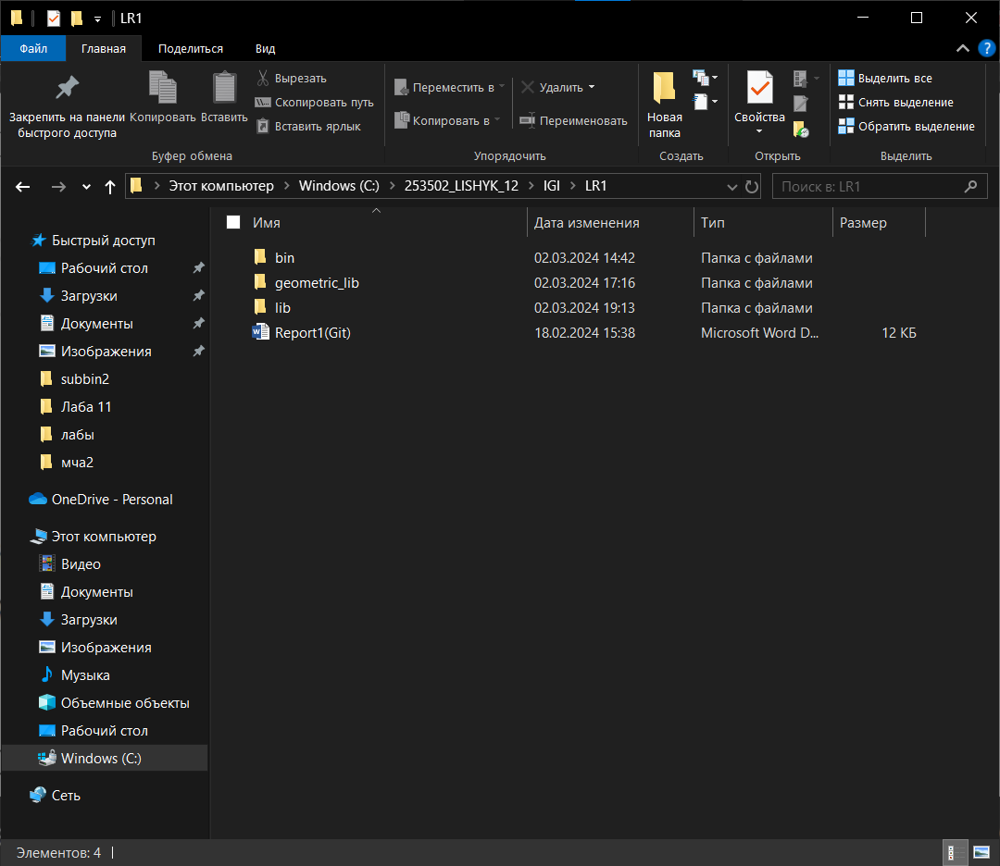 LR1
Файл Главная Поделиться Вид ?
Закрепить на панели быстрого доступа
Копировать
Вставить
Вырезать
Скопировать путь
Вставить ярлык
Буфер обмена
Переместить в
Копировать в
Удалить
Переименовать
Упорядочить
Новая папка
Создать
Свойства
Открыть
Выделить все
Снять выделение
Обратить выделение
Выделить
Этот компьютер Windows (C:) 253502_LISHYK_12 IGI LR1
Поиск в: LR1
Быстрый доступ
Рабочий стол
Загрузки
Документы
Изображения
subbin2
Лаба 11
лабы
мча2
OneDrive - Personal
Этот компьютер
Видео
Документы
Загрузки
Изображения
Музыка
Объемные объекты
Рабочий стол
Windows (C:)
Сеть
Имя Дата изменения Тип Размер
bin 02.03.2024 14:42 Папка с файлами
geometric_lib 02.03.2024 17:16 Папка с файлами
lib 02.03.2024 19:13 Папка с файлами
Report1(Git) 18.02.2024 15:38 Microsoft Word D... 12 КБ
Элементов: 4